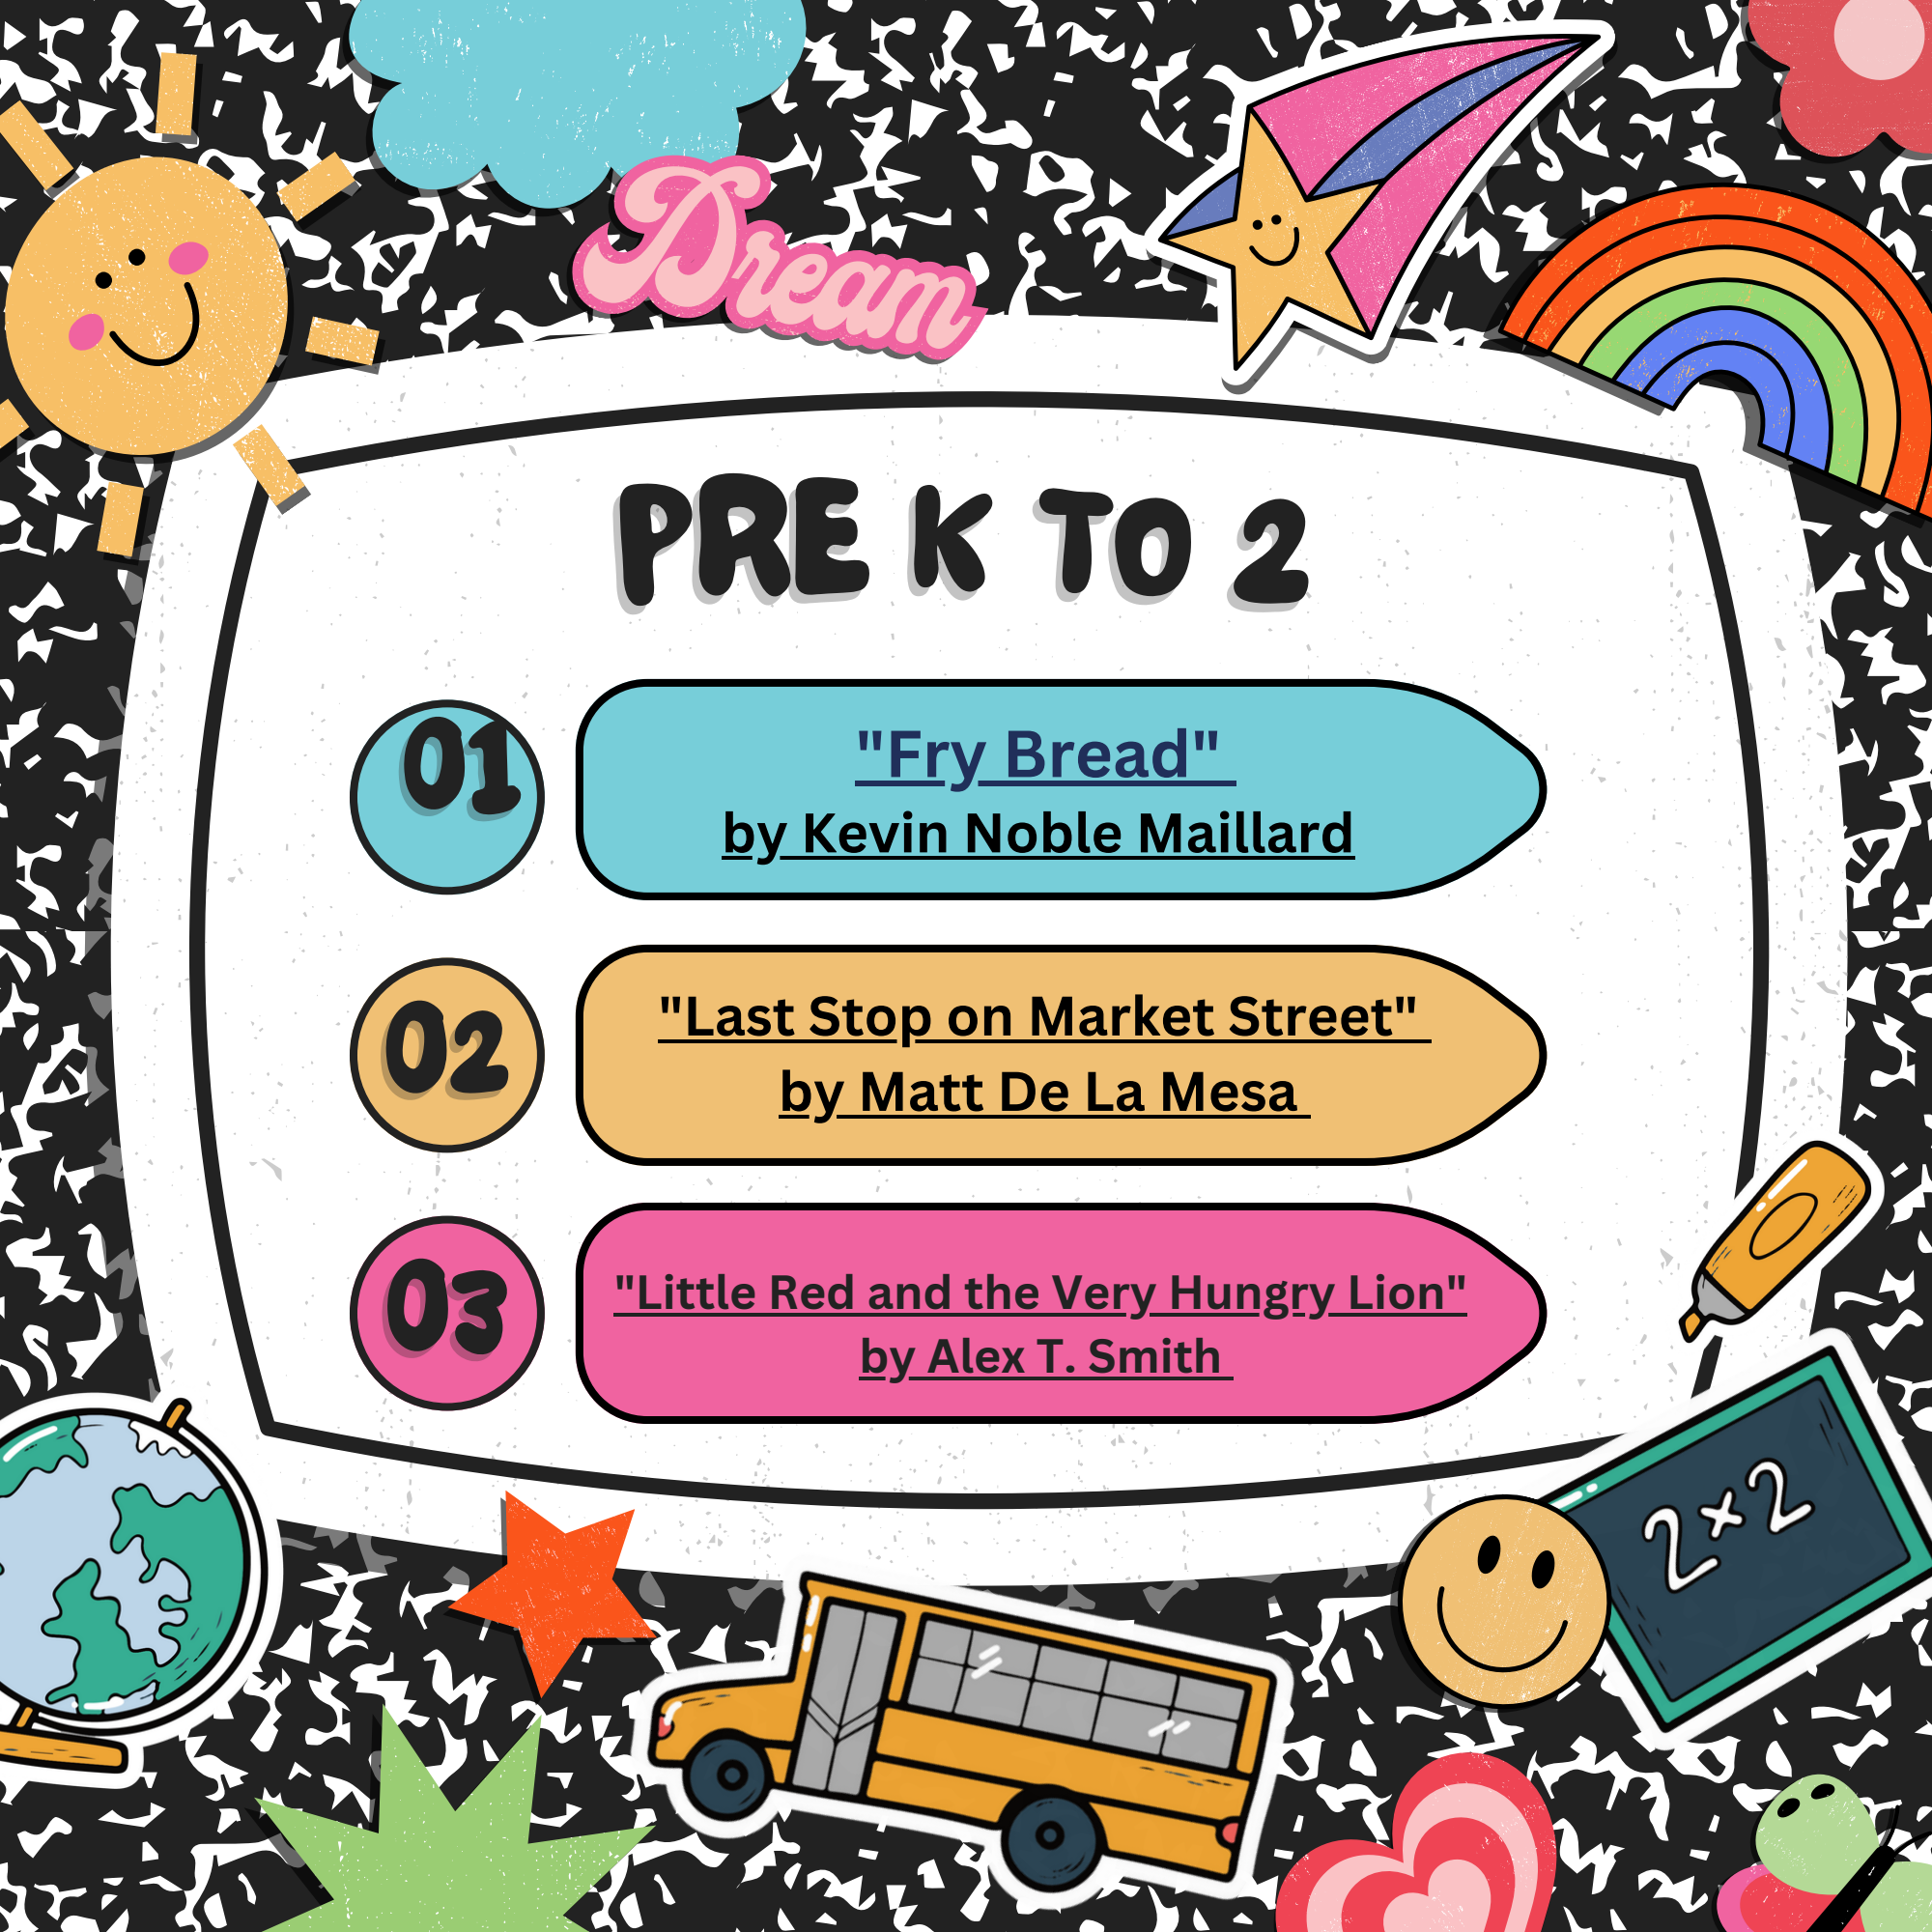 Dream
PRE K TO 2
01
"Fry Bread"
by Kevin Noble Maillard
02
"Last Stop on Market Street"
by Matt De La Mesa
03
"Little Red and the Very Hungry Lion"
by Alex T. Smith
2×2